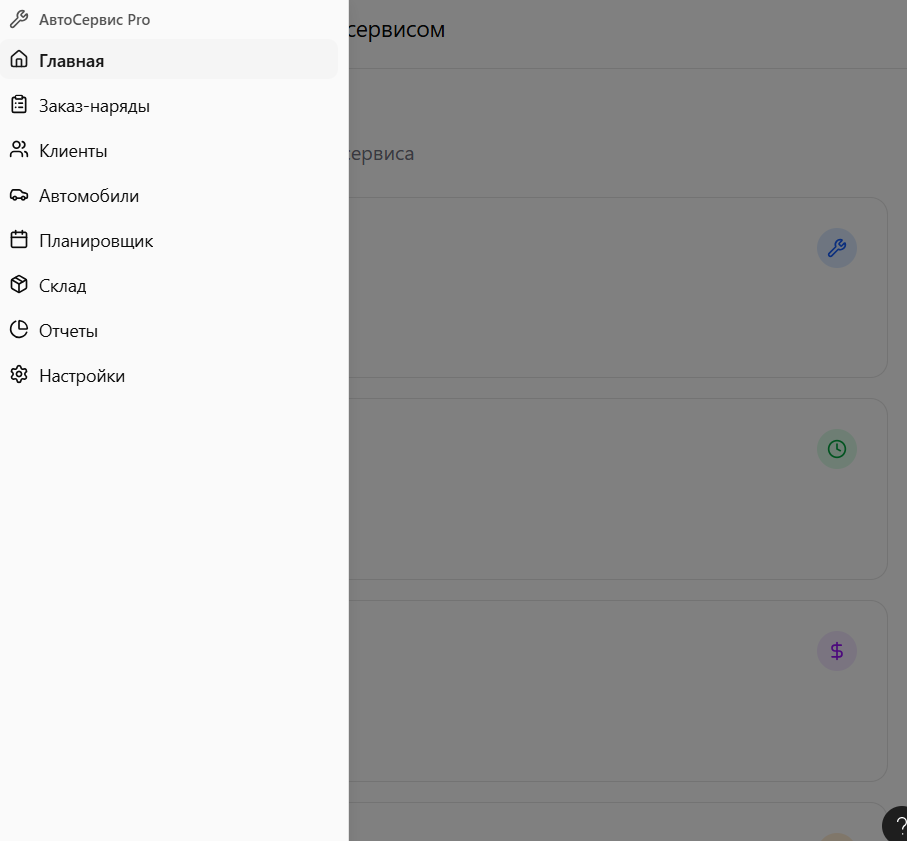 АвтоСервис Pro
сервисом
Главная
Заказ-наряды
Клиенты
сервиса
Автомобили
Планировщик
Склад
Отчеты
Настройки
$
?